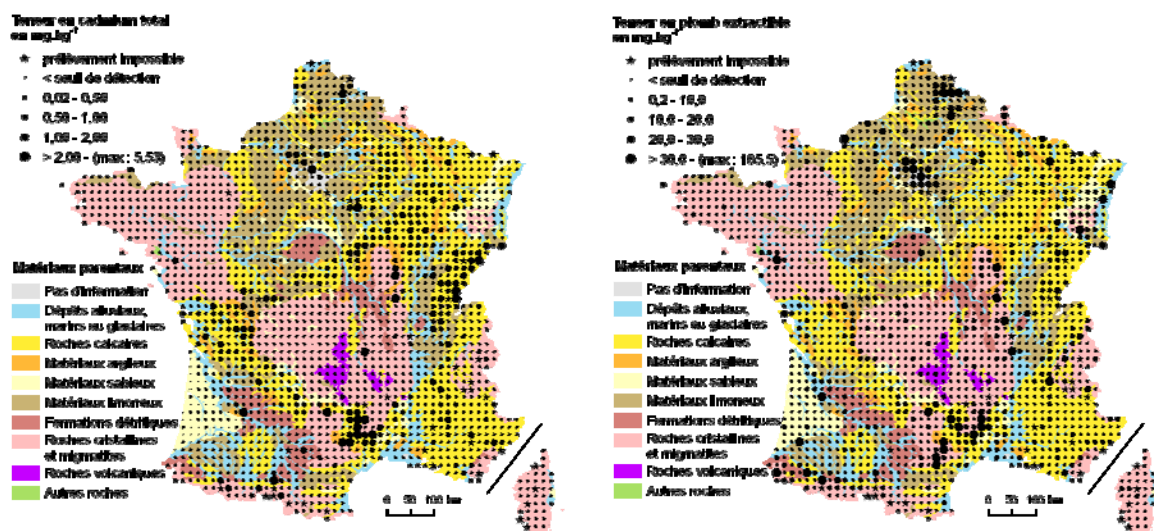 Teneur en cadmium total
en mg.kg⁻¹
prélèvement impossible
< seuil de détection
0,02 - 0,50
0,50 - 1,00
1,00 - 2,00
> 2,00 - (max : 5.53)
Matériaux parentaux
Pas d'information
Dépôts alluviaux,
marins ou glaciaires
Roches calcaires
Matériaux argileux
Matériaux sableux
Matériaux limoneux
Formations détritiques
Roches cristallines
et migmatites
Roches volcaniques
Autres roches
0 50 100 km
Teneur en plomb extractible
en mg.kg⁻¹
prélèvement impossible
< seuil de détection
0,2 - 10,0
10,0 - 20,0
20,0 - 30,0
> 30,0 - (max : 165.5)
Matériaux parentaux
Pas d'information
Dépôts alluviaux,
marins ou glaciaires
Roches calcaires
Matériaux argileux
Matériaux sableux
Matériaux limoneux
Formations détritiques
Roches cristallines
et migmatites
Roches volcaniques
Autres roches
0 50 100 km